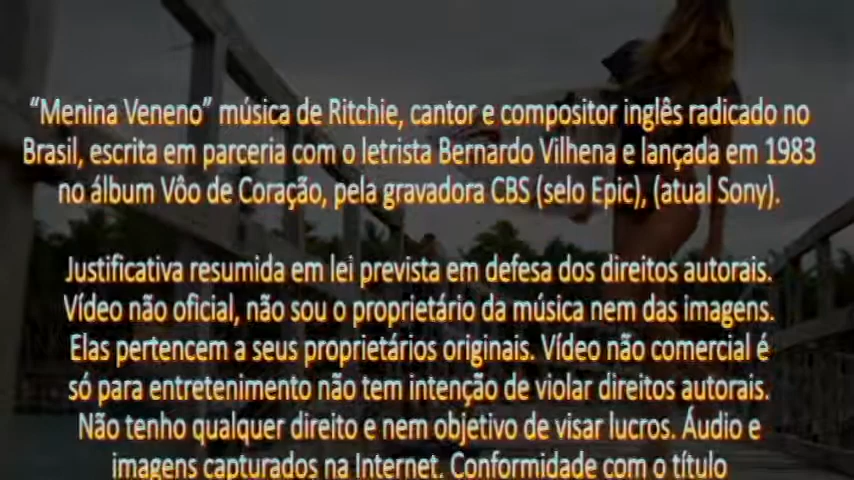 “Menina Veneno” música de Ritchie, cantor e compositor inglês radicado no
Brasil, escrita em parceria com o letrista Bernardo Vilhena e lançada em 1983
no álbum Vôo de Coração, pela gravadora CBS (selo Epic), (atual Sony).
Justificativa resumida em lei prevista em defesa dos direitos autorais.
Vídeo não oficial, não sou o proprietário da música nem das imagens.
Elas pertencem a seus proprietários originais. Vídeo não comercial é
só para entretenimento não tem intenção de violar direitos autorais.
Não tenho qualquer direito e nem objetivo de visar lucros. Áudio e
imagens capturados na Internet. Conformidade com o título